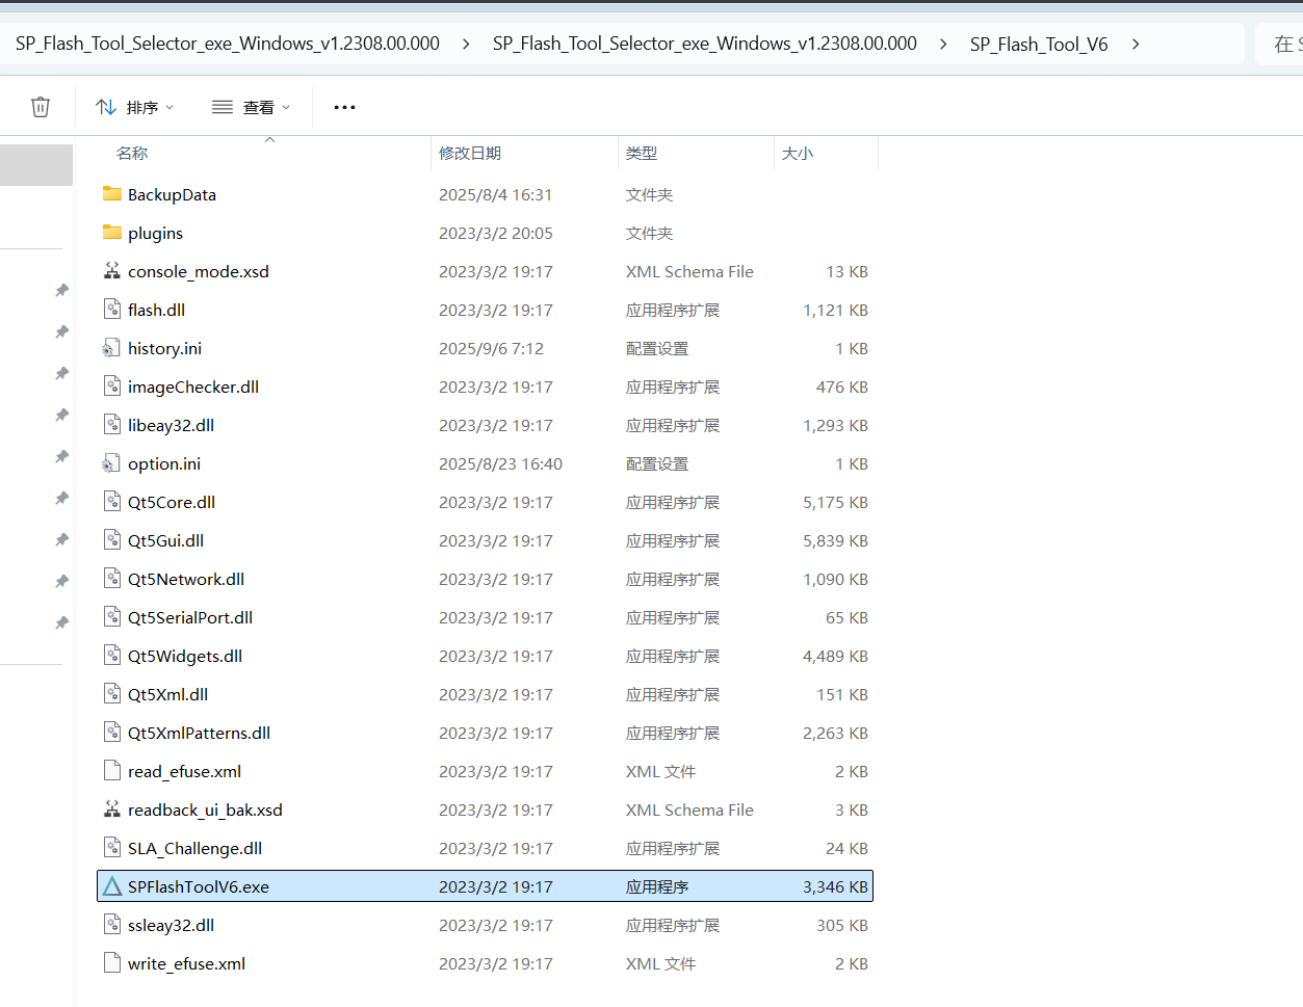 SP_Flash_Tool_Selector_exe_Windows_v1.2308.00.000 > SP_Flash_Tool_Selector_exe_Windows_v1.2308.00.000 > SP_Flash_Tool_V6 > 在
排序 查看 ...
名称 修改日期 类型 大小
BackupData 2025/8/4 16:31 文件夹
plugins 2023/3/2 20:05 文件夹
console_mode.xsd 2023/3/2 19:17 XML Schema File 13 KB
flash.dll 2023/3/2 19:17 应用程序扩展 1,121 KB
history.ini 2025/9/6 7:12 配置设置 1 KB
imageChecker.dll 2023/3/2 19:17 应用程序扩展 476 KB
libeay32.dll 2023/3/2 19:17 应用程序扩展 1,293 KB
option.ini 2025/8/23 16:40 配置设置 1 KB
Qt5Core.dll 2023/3/2 19:17 应用程序扩展 5,175 KB
Qt5Gui.dll 2023/3/2 19:17 应用程序扩展 5,839 KB
Qt5Network.dll 2023/3/2 19:17 应用程序扩展 1,090 KB
Qt5SerialPort.dll 2023/3/2 19:17 应用程序扩展 65 KB
Qt5Widgets.dll 2023/3/2 19:17 应用程序扩展 4,489 KB
Qt5Xml.dll 2023/3/2 19:17 应用程序扩展 151 KB
Qt5XmlPatterns.dll 2023/3/2 19:17 应用程序扩展 2,263 KB
read_efuse.xml 2023/3/2 19:17 XML 文件 2 KB
readback_ui_bak.xsd 2023/3/2 19:17 XML Schema File 3 KB
SLA_Challenge.dll 2023/3/2 19:17 应用程序扩展 24 KB
SPFlashToolV6.exe 2023/3/2 19:17 应用程序 3,346 KB
ssleay32.dll 2023/3/2 19:17 应用程序扩展 305 KB
write_efuse.xml 2023/3/2 19:17 XML 文件 2 KB